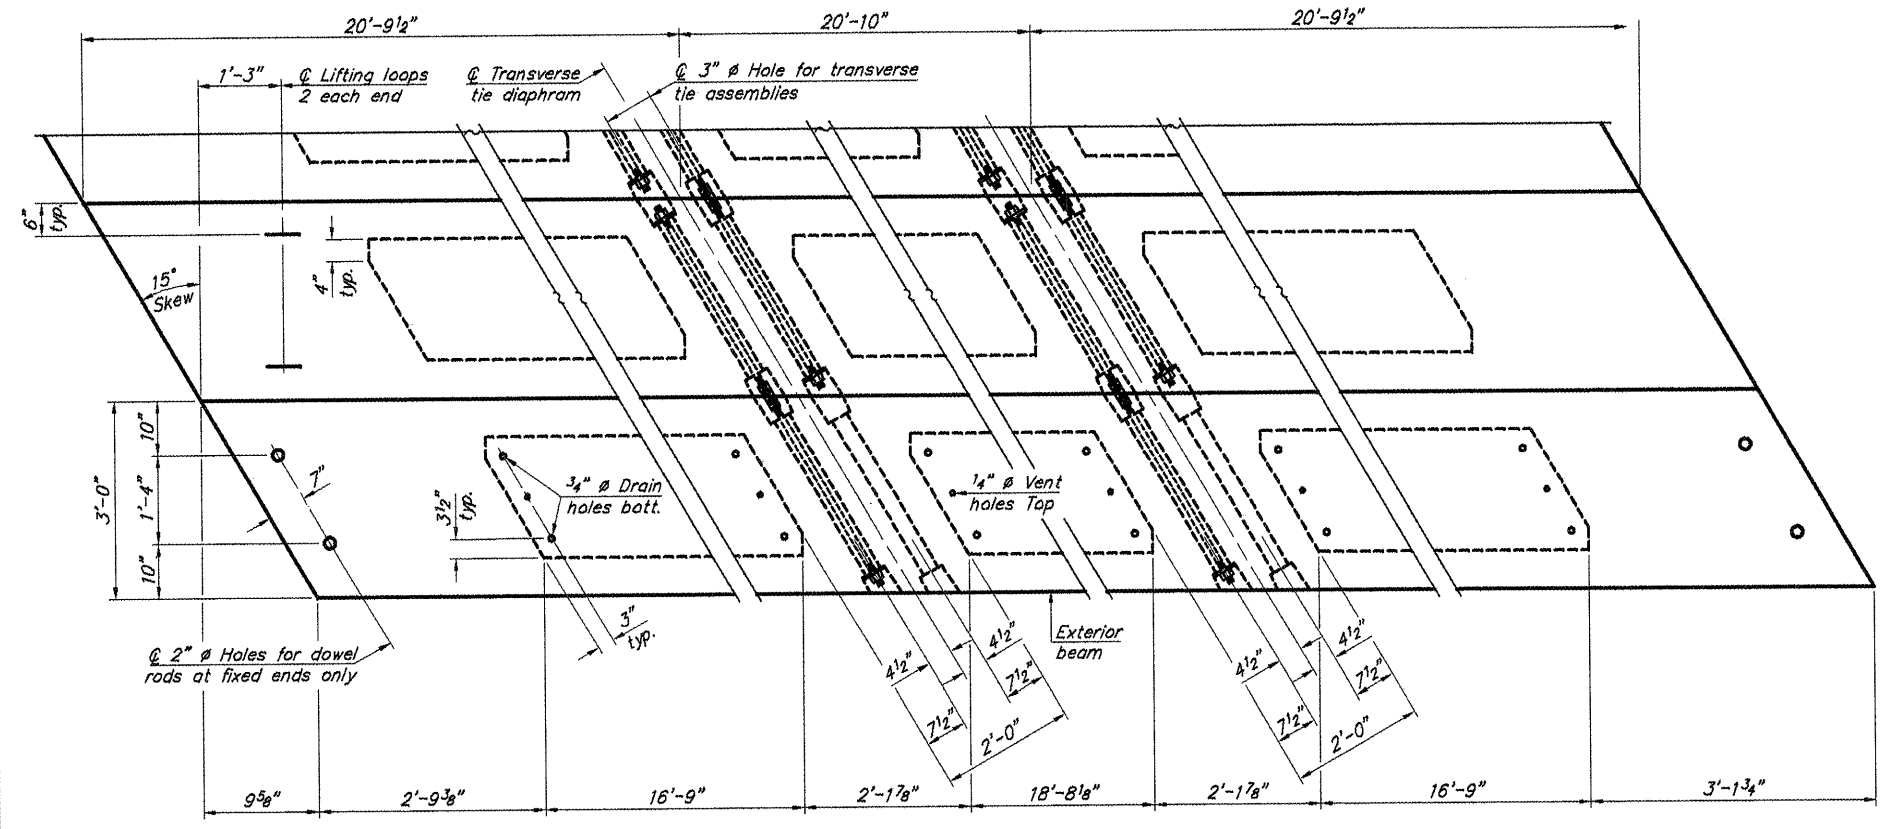 20'-9½"
20'-10"
20'-9½"
1'-3"
℄ Lifting loops
2 each end
℄ Transverse
tie diaphram
℄ 3" ø Hole for transverse
tie assemblies
6"
typ.
15°
Skew
4"
typ.
3'-0"
10"
1'-4"
10"
7"
3½"
typ.
¾" ø Drain
holes bott.
¼" ø Vent
holes Top
3"
typ.
℄ 2" ø Holes for dowel
rods at fixed ends only
Exterior
beam
4½"
4½"
7½"
7½"
2'-0"
4½"
4½"
7½"
7½"
2'-0"
9⅝"
2'-9⅜"
16'-9"
2'-1⅞"
18'-8⅛"
2'-1⅞"
16'-9"
3'-1¾"